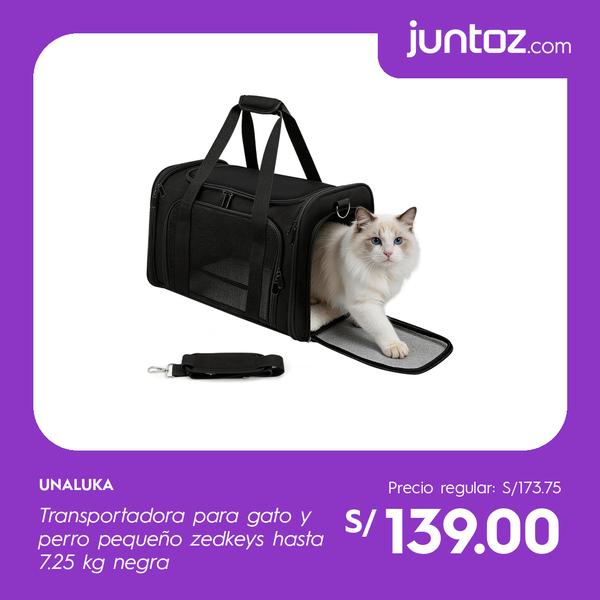 juntoz.com
UNALUKA
Transportadora para gato y
perro pequeño zedkeys hasta
7.25 kg negra
Precio regular: S/173.75
S/139.00